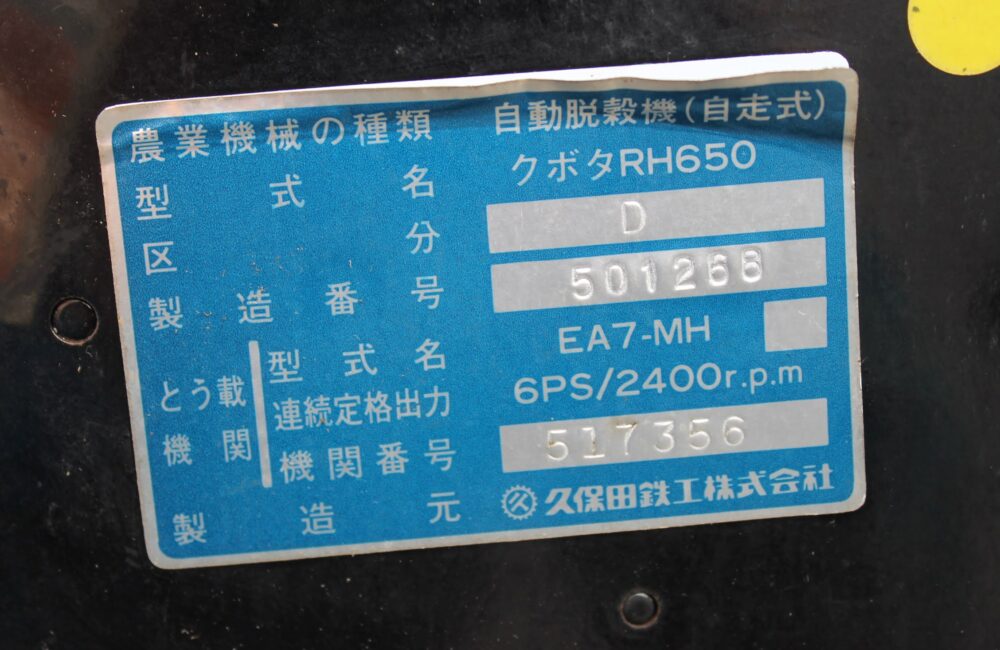 農業機械の種類 自動脱穀機(自走式)
型式名 クボタRH650
区分 D
製造番号 501268
とう載機関 型式名 EA7-MH
連続定格出力 6PS/2400r.p.m
機関番号 517356
製造元 久保田鉄工株式会社